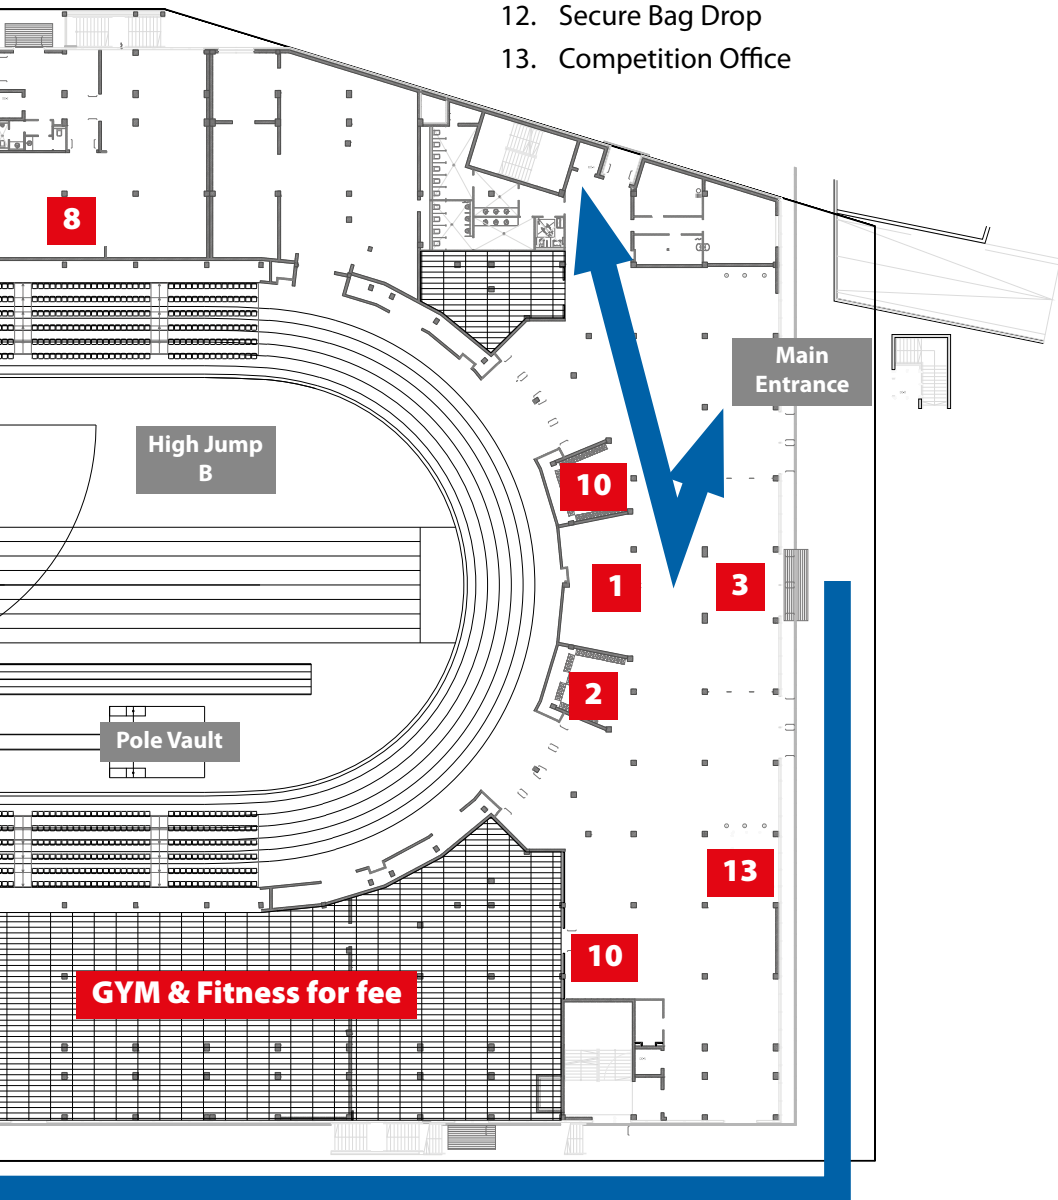 12. Secure Bag Drop
13. Competition Office
8
Main
Entrance
High Jump
B
10
1
3
2
Pole Vault
13
10
GYM & Fitness for fee